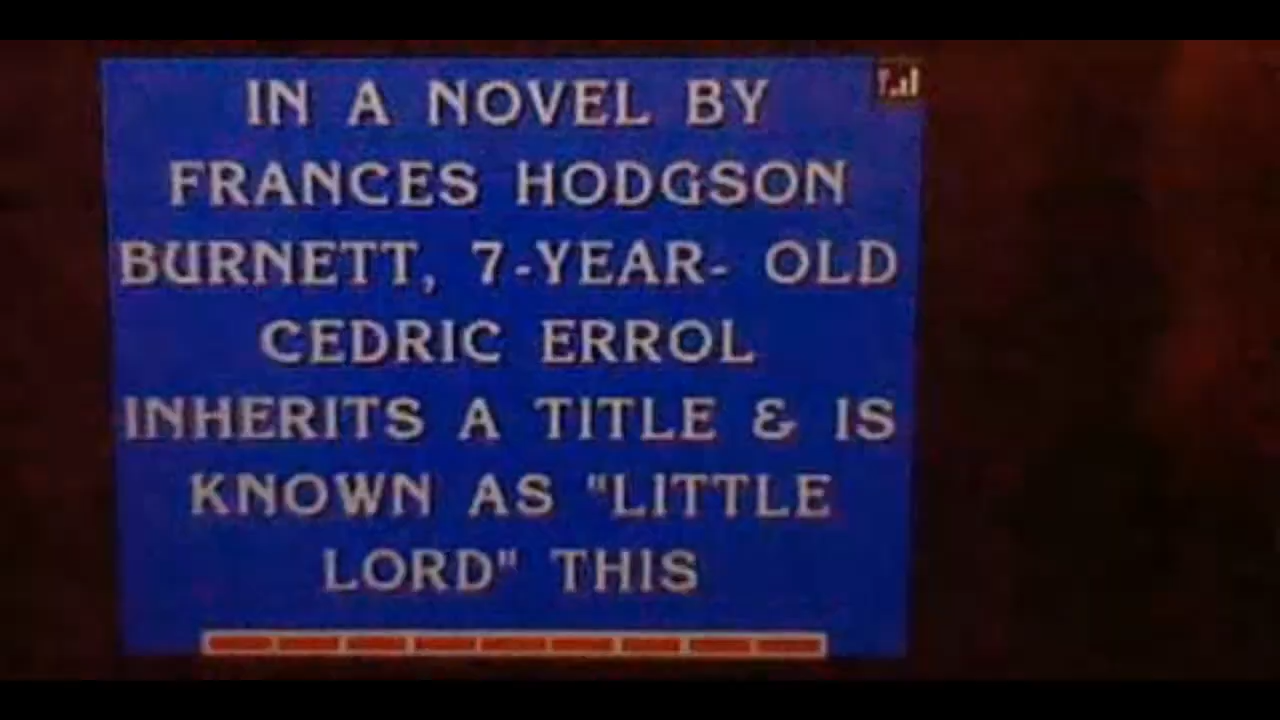 IN A NOVEL BY
FRANCES HODGSON
BURNETT, 7-YEAR- OLD
CEDRIC ERROL
INHERITS A TITLE & IS
KNOWN AS "LITTLE
LORD" THIS